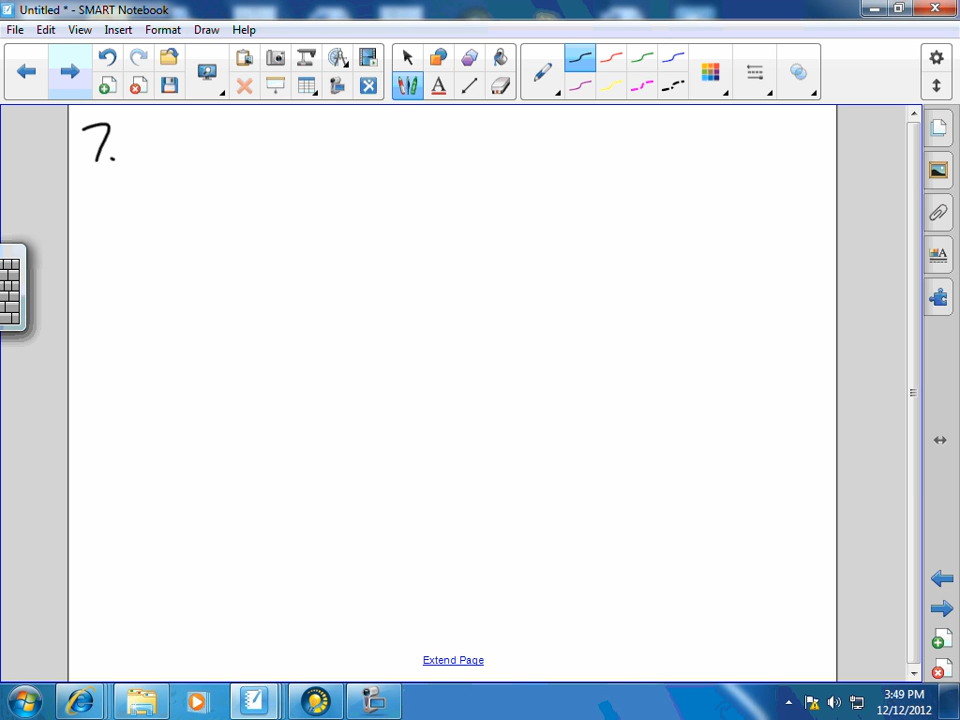 Untitled * - SMART Notebook
File Edit View Insert Format Draw Help
7.
Extend Page
3:49 PM
12/12/2012